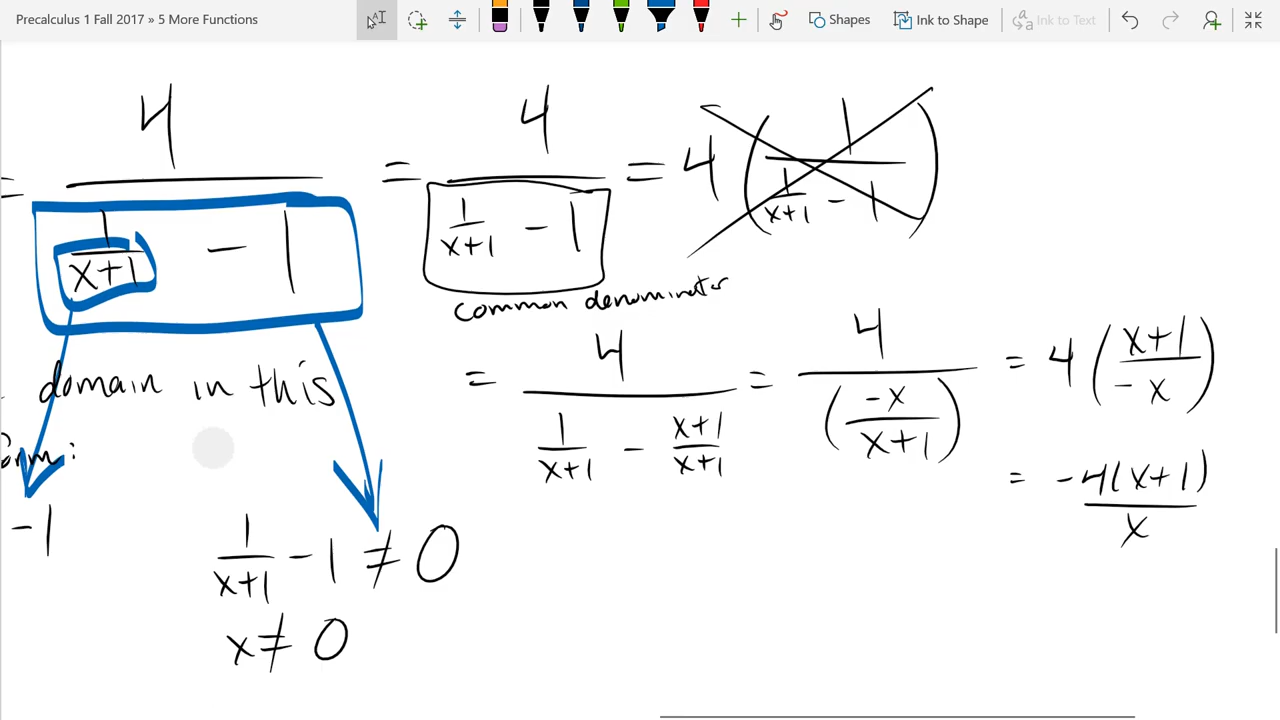 Precalculus 1 Fall 2017 » 5 More Functions
Shapes
Ink to Shape
Ink to Text
= 4 / (1/(x+1) - 1) = 4 / (1/(x+1) - 1) = 4 (1 / (1/(x+1) - 1))
common denominator
= 4 / (1/(x+1) - (x+1)/(x+1)) = 4 / (-x/(x+1)) = 4 ((x+1)/(-x))
= -4(x+1)/x
domain in this
form:
-1
1/(x+1) - 1 ≠ 0
x ≠ 0